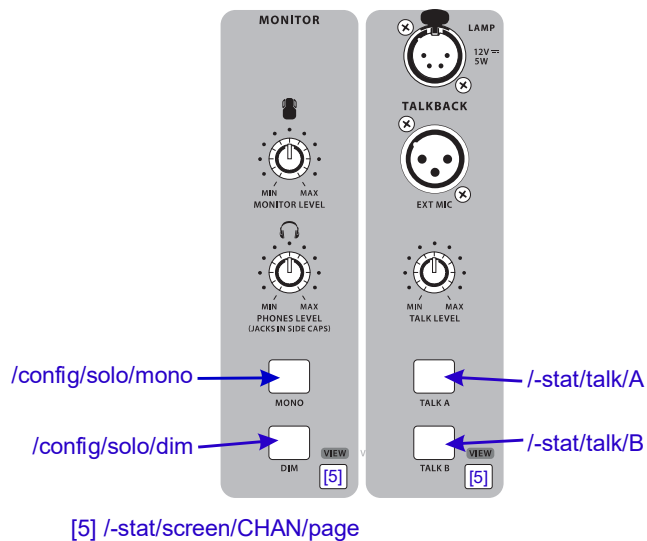 MONITOR
MIN MAX
MONITOR LEVEL
MIN MAX
PHONES LEVEL
(JACKS IN SIDE CAPS)
/config/solo/mono
MONO
/config/solo/dim
DIM
VIEW
[5]
LAMP
12V
5W
TALKBACK
EXT MIC
MIN MAX
TALK LEVEL
/-stat/talk/A
TALK A
/-stat/talk/B
TALK B
V
VIEW
[5]
[5] /-stat/screen/CHAN/page